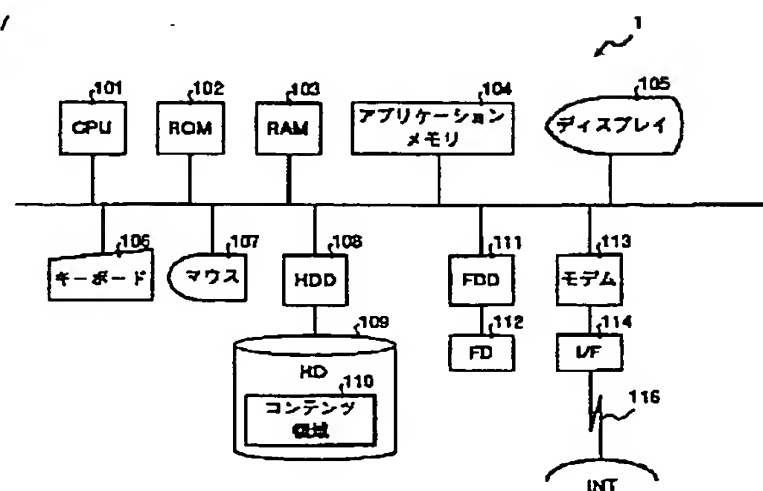 1
101
102
103
104
105
CPU
ROM
RAM
アプリケーション
メモリ
ディスプレイ
106
107
108
111
113
キーボード
マウス
HDD
FDD
モデム
109
112
114
HD
FD
I/F
110
コンテンツ
領域
116
INT